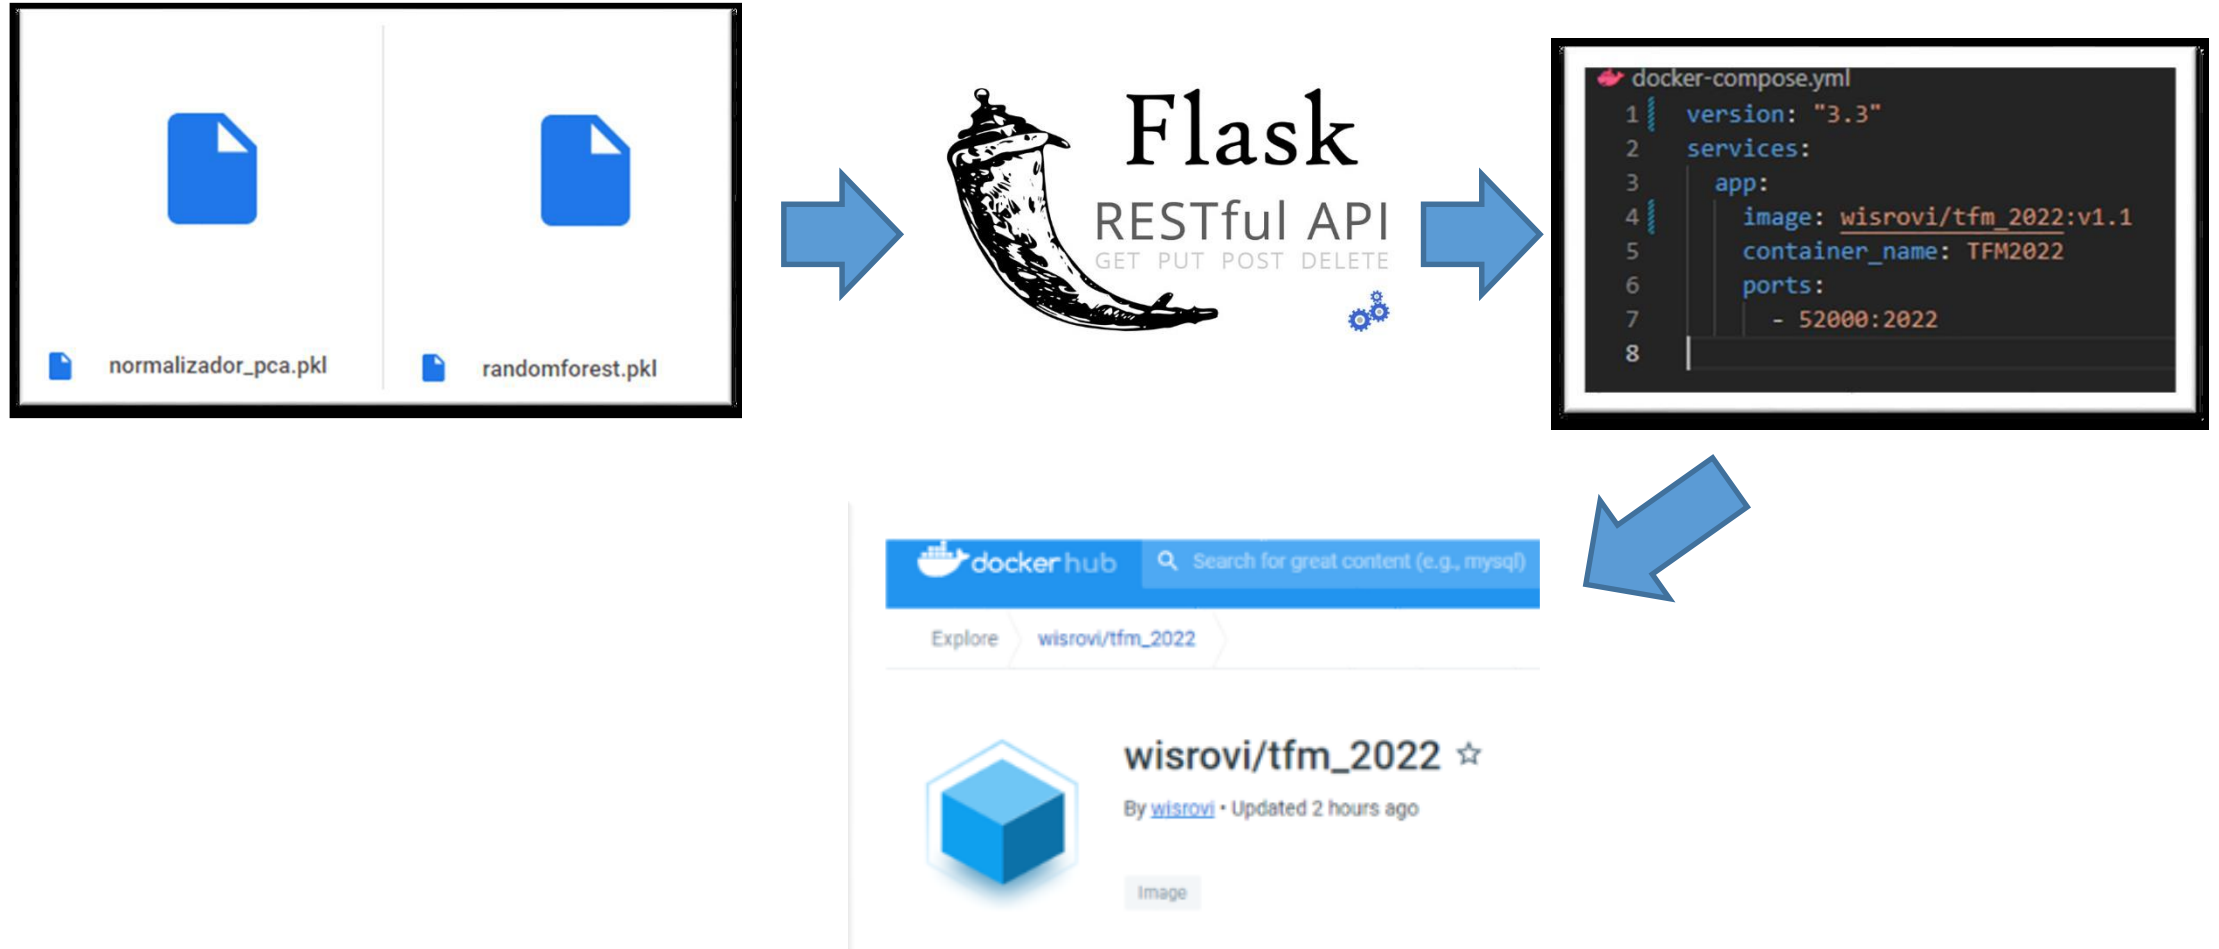 normalizador_pca.pkl
randomforest.pkl
Flask
RESTful API
GET PUT POST DELETE
docker-compose.yml
1 version: "3.3"
2 services:
3 app:
4 image: wisrovi/tfm_2022:v1.1
5 container_name: TFM2022
6 ports:
7 - 52000:2022
8
dockerhub
Search for great content (e.g., mysql)
Explore wisrovi/tfm_2022
wisrovi/tfm_2022
By wisrovi • Updated 2 hours ago
Image